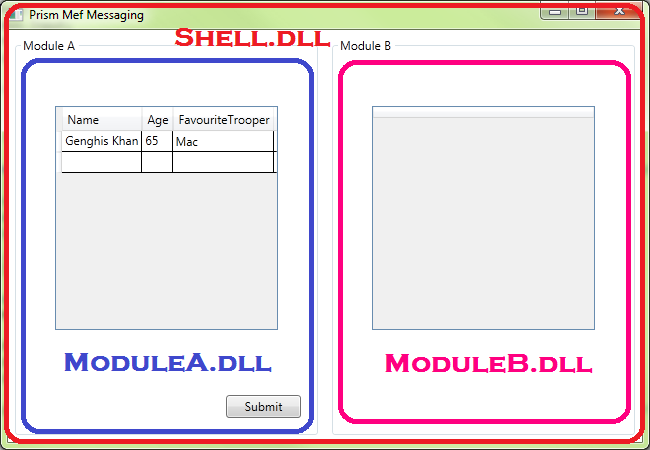 Prism Mef Messaging
Shell.dll
Module A
Module B
Name Age FavouriteTrooper
Genghis Khan 65 Mac
ModuleA.dll
ModuleB.dll
Submit